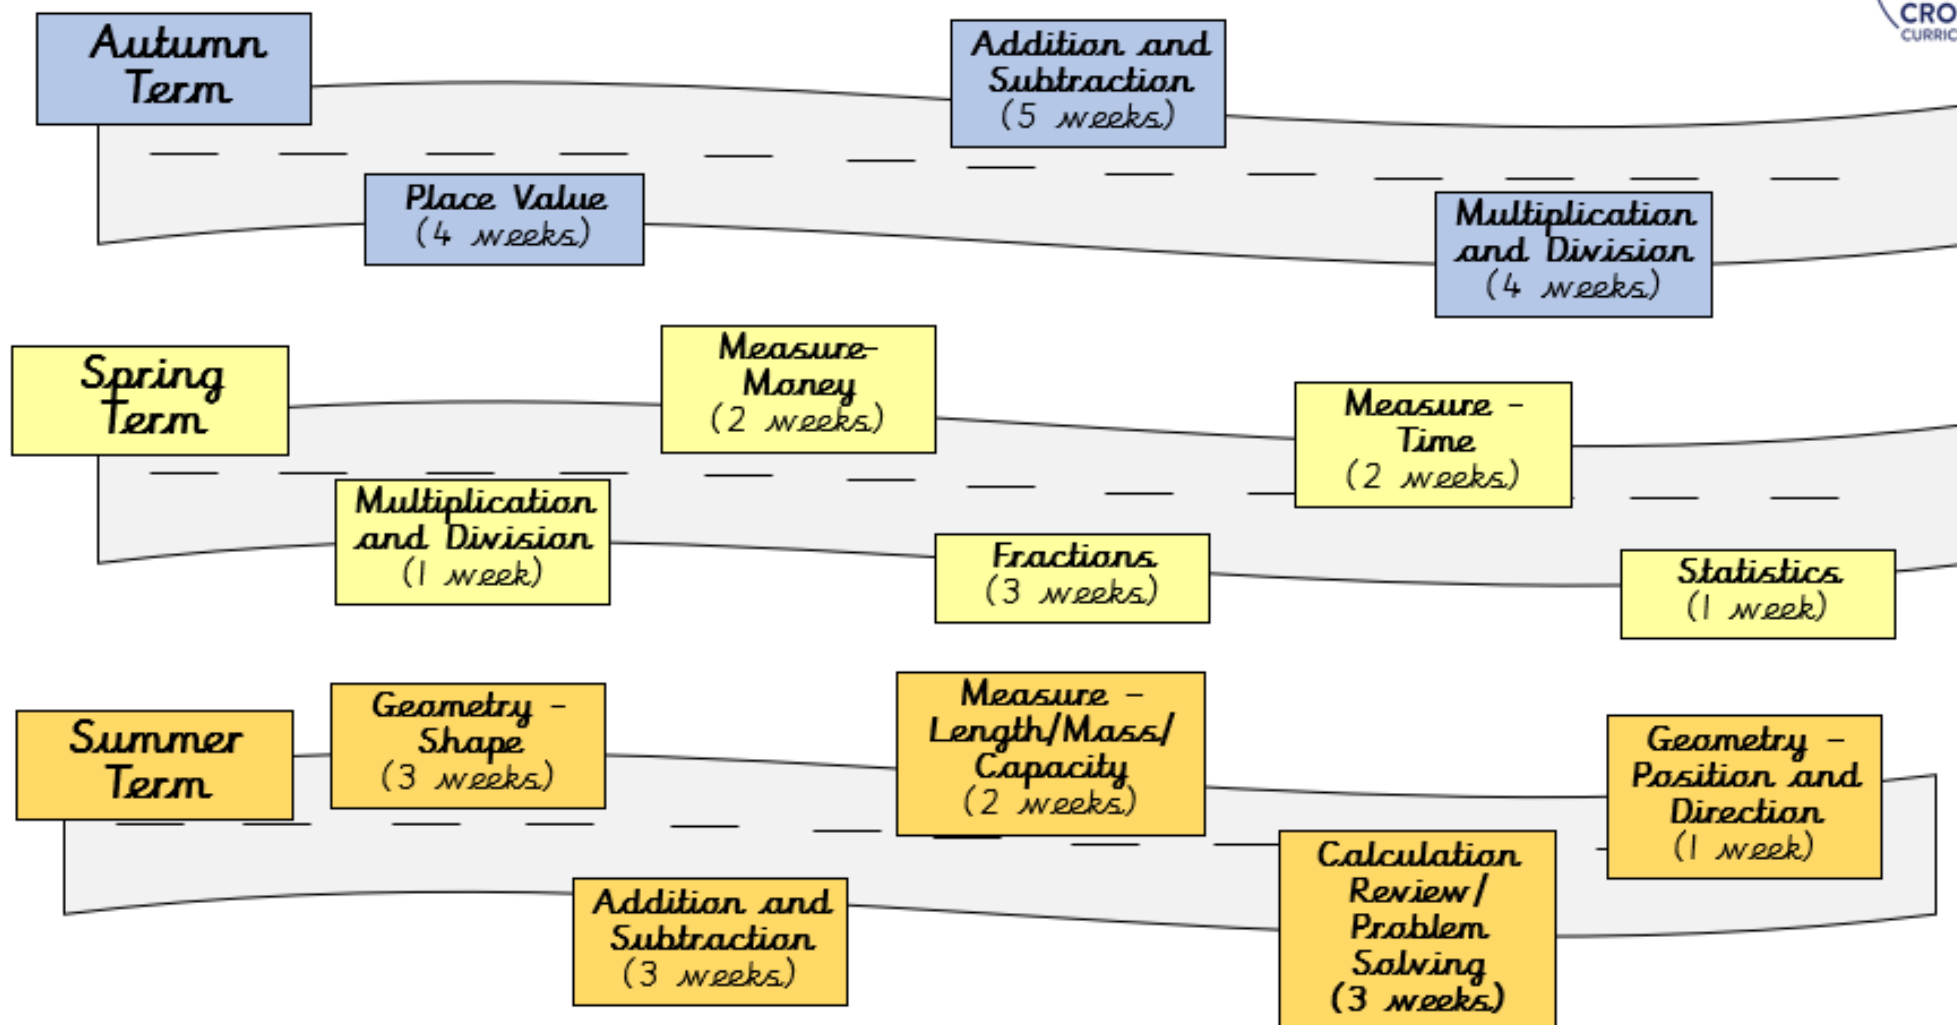 CRO
CURRIC
Autumn
Term
Addition and
Subtraction
(5 weeks)
Place Value
(4 weeks)
Multiplication
and Division
(4 weeks)
Spring
Term
Measure-
Money
(2 weeks)
Measure -
Time
(2 weeks)
Multiplication
and Division
(1 week)
Fractions
(3 weeks)
Statistics
(1 week)
Summer
Term
Geometry -
Shape
(3 weeks)
Measure -
Length/Mass/
Capacity
(2 weeks)
Geometry -
Position and
Direction
(1 week)
Addition and
Subtraction
(3 weeks)
Calculation
Review/
Problem
Solving
(3 weeks)